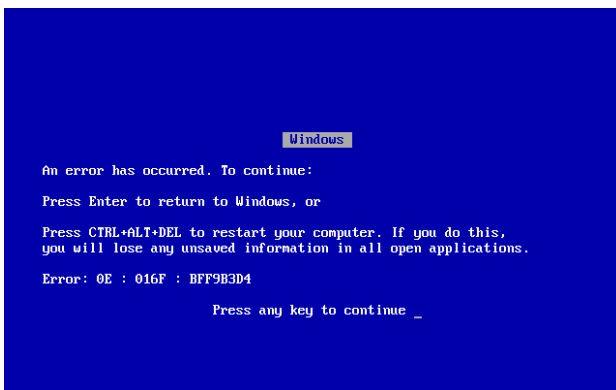 Windows
An error has occurred. To continue:
Press Enter to return to Windows, or
Press CTRL+ALT+DEL to restart your computer. If you do this,
you will lose any unsaved information in all open applications.
Error: 0E : 016F : BFF9B3D4
Press any key to continue _